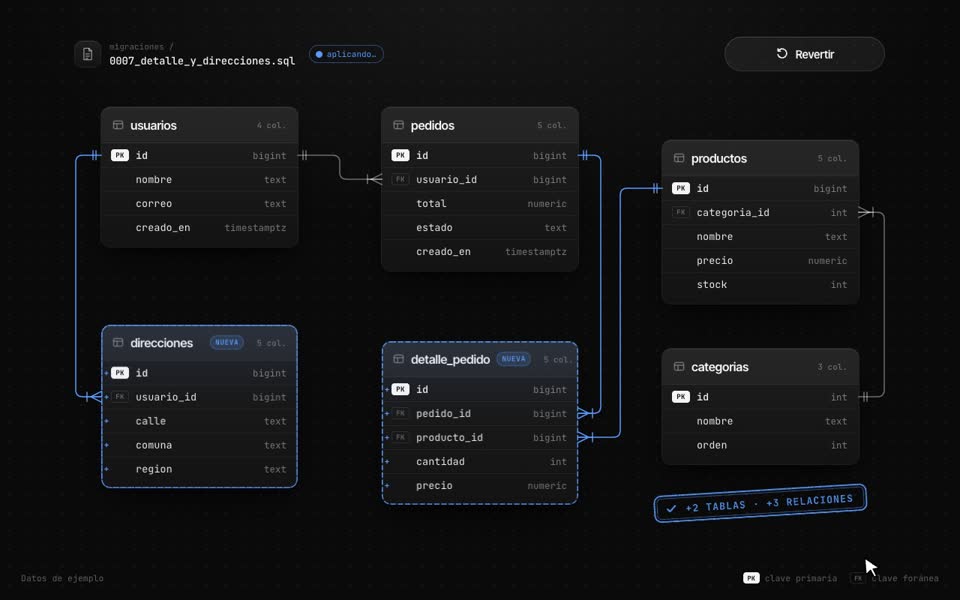 migraciones /
0007_detalle_y_direcciones.sql
aplicando…
Revertir
usuarios 4 col.
PK id bigint
nombre text
correo text
creado_en timestamptz
pedidos 5 col.
PK id bigint
FK usuario_id bigint
total numeric
estado text
creado_en timestamptz
productos 5 col.
PK id bigint
FK categoria_id int
nombre text
precio numeric
stock int
direcciones NUEVA 5 col.
+ PK id bigint
+ FK usuario_id bigint
+ calle text
+ comuna text
+ region text
detalle_pedido NUEVA 5 col.
+ PK id bigint
+ FK pedido_id bigint
+ FK producto_id bigint
+ cantidad int
+ precio numeric
categorias 3 col.
PK id int
nombre text
orden int
+2 TABLAS · +3 RELACIONES
Datos de ejemplo
PK clave primaria FK clave foránea